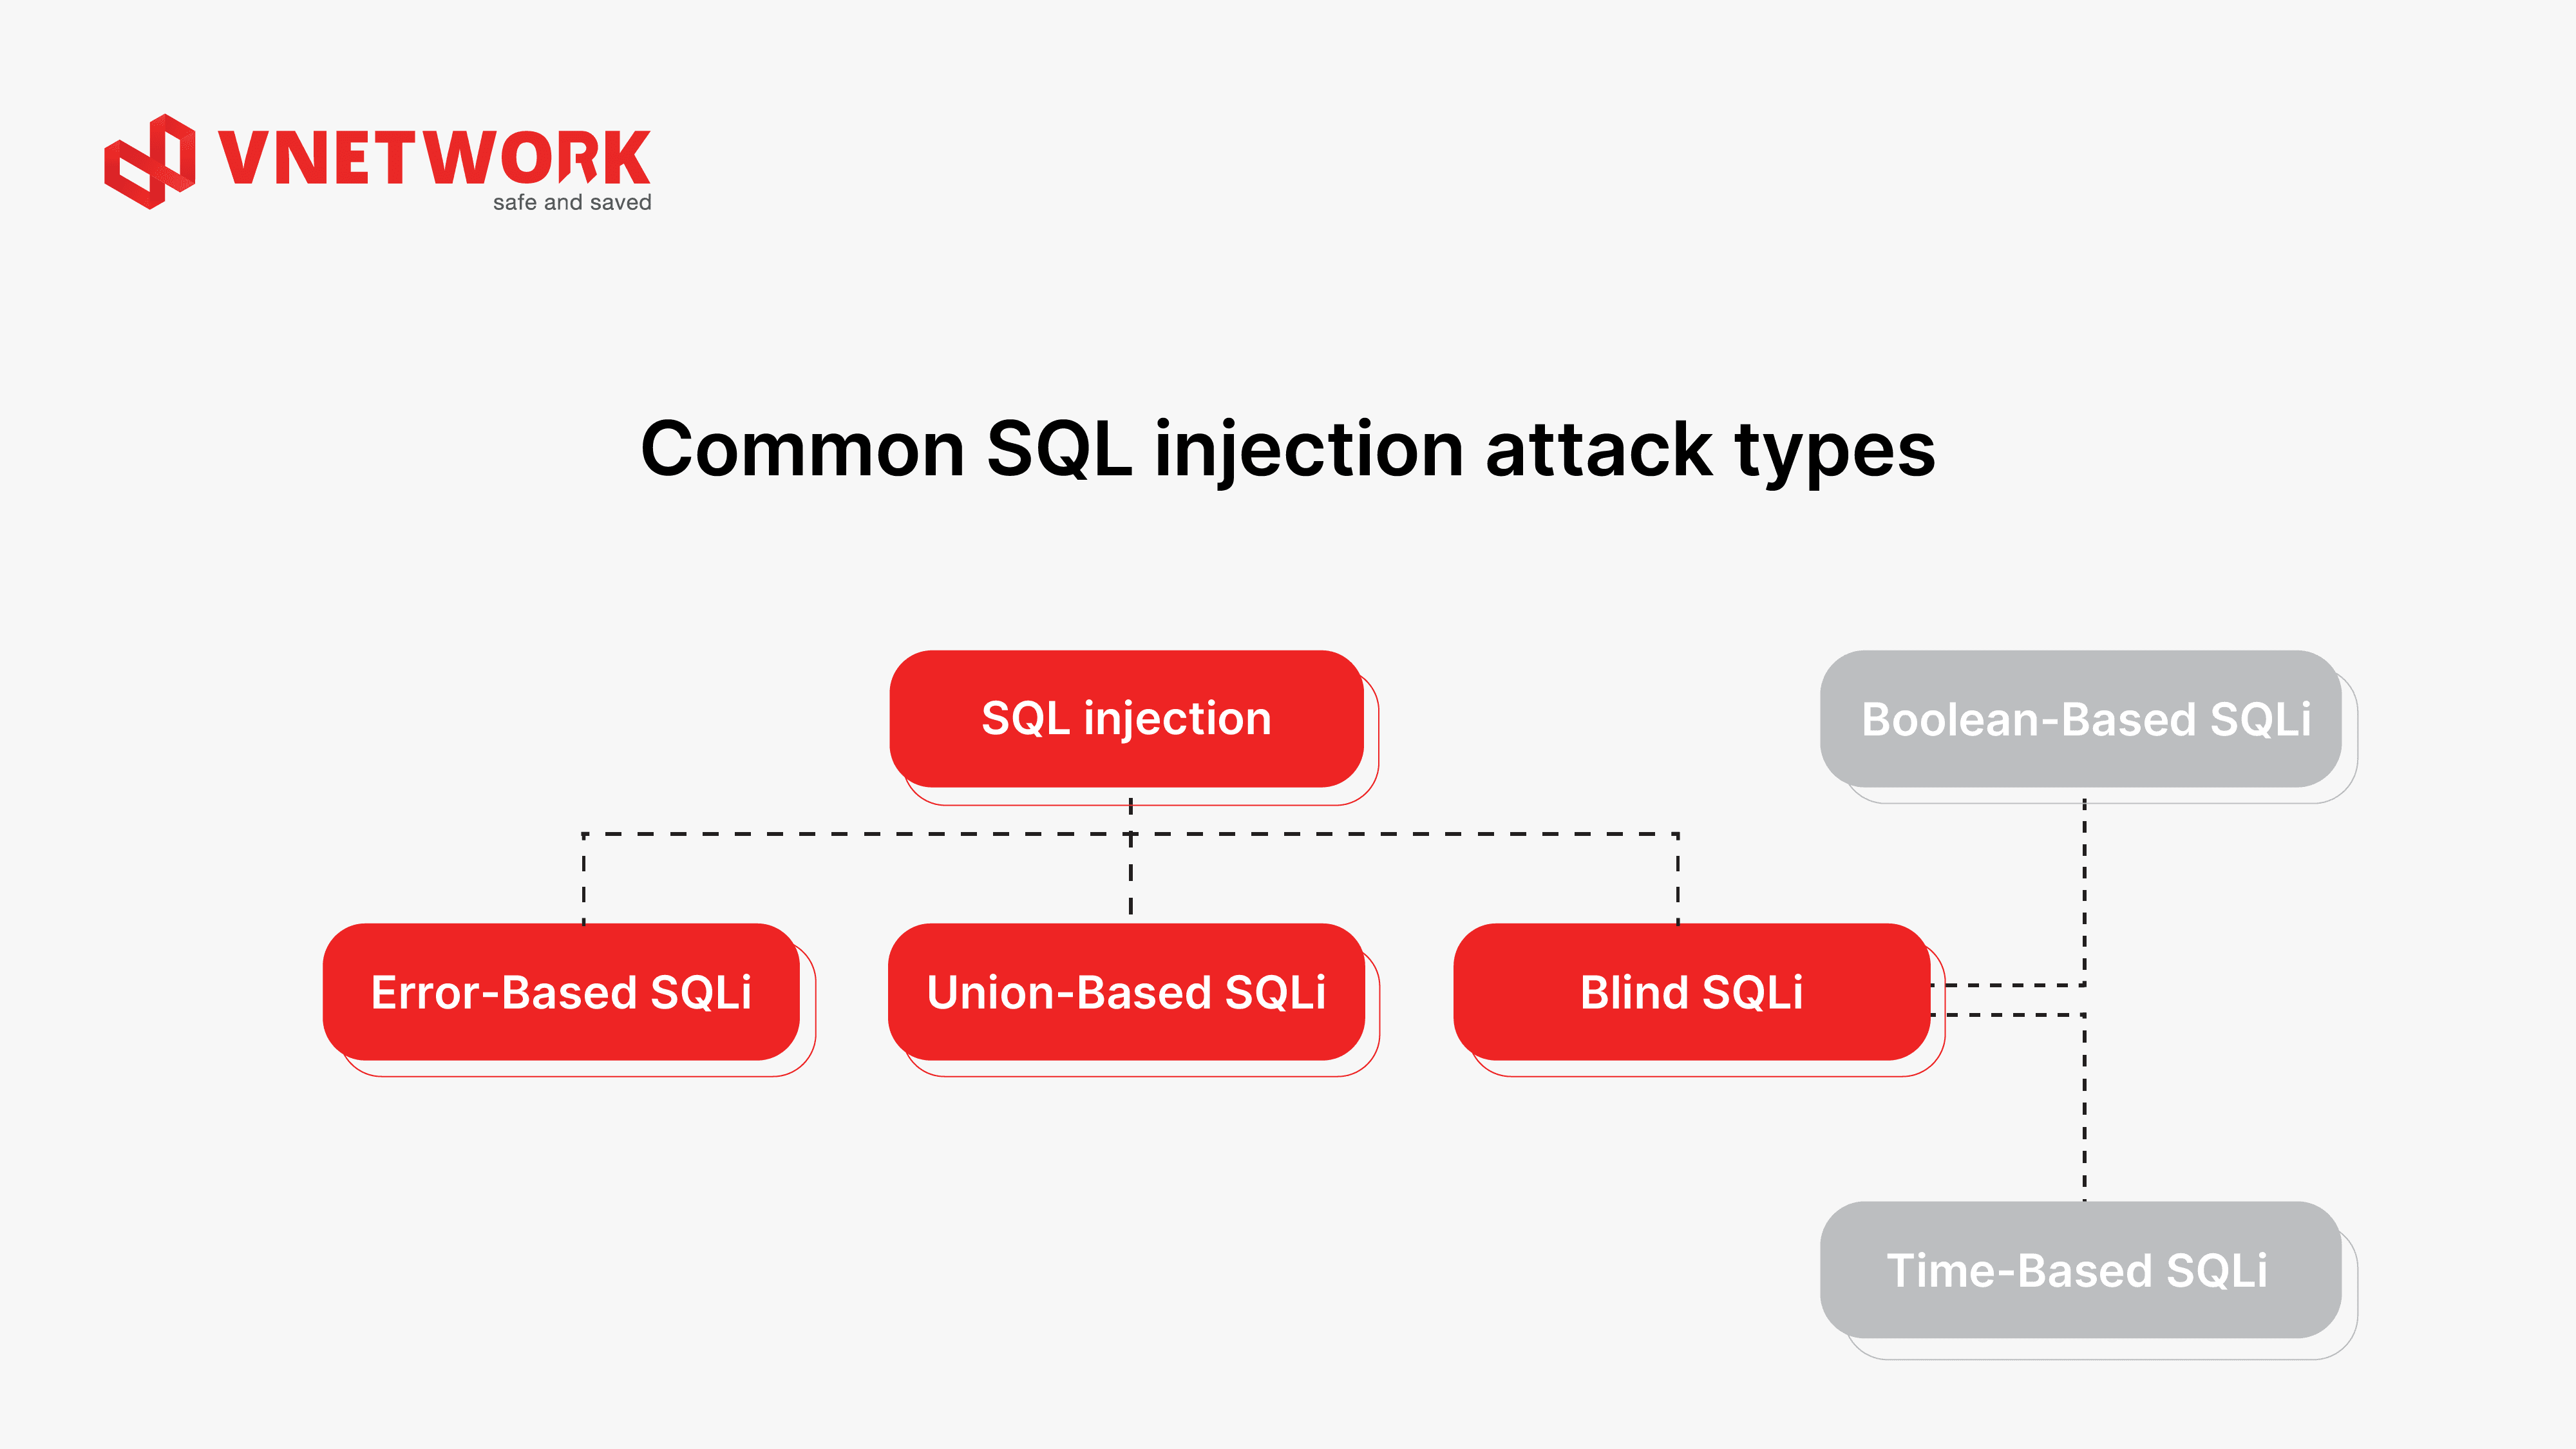 VNETWORK
safe and saved
Common SQL injection attack types
SQL injection
Boolean-Based SQLi
Error-Based SQLi
Union-Based SQLi
Blind SQLi
Time-Based SQLi